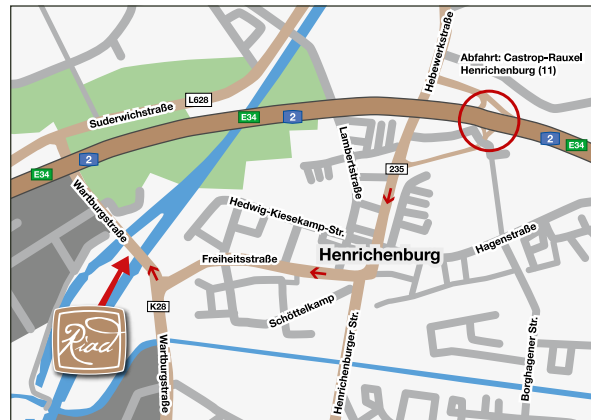 Abfahrt: Castrop-Rauxel
Henrichenburg (11)
Hebewerkstraße
L628
Suderwichstraße
E34
2
2
E34
2
E34
Lambertstraße
235
Wartburgstraße
Hedwig-Kiesekamp-Str.
Hagenstraße
Freiheitsstraße
Henrichenburg
K28
Schöttelkamp
Riad
Wartburgstraße
Henrichenburger Str.
Borghagener Str.